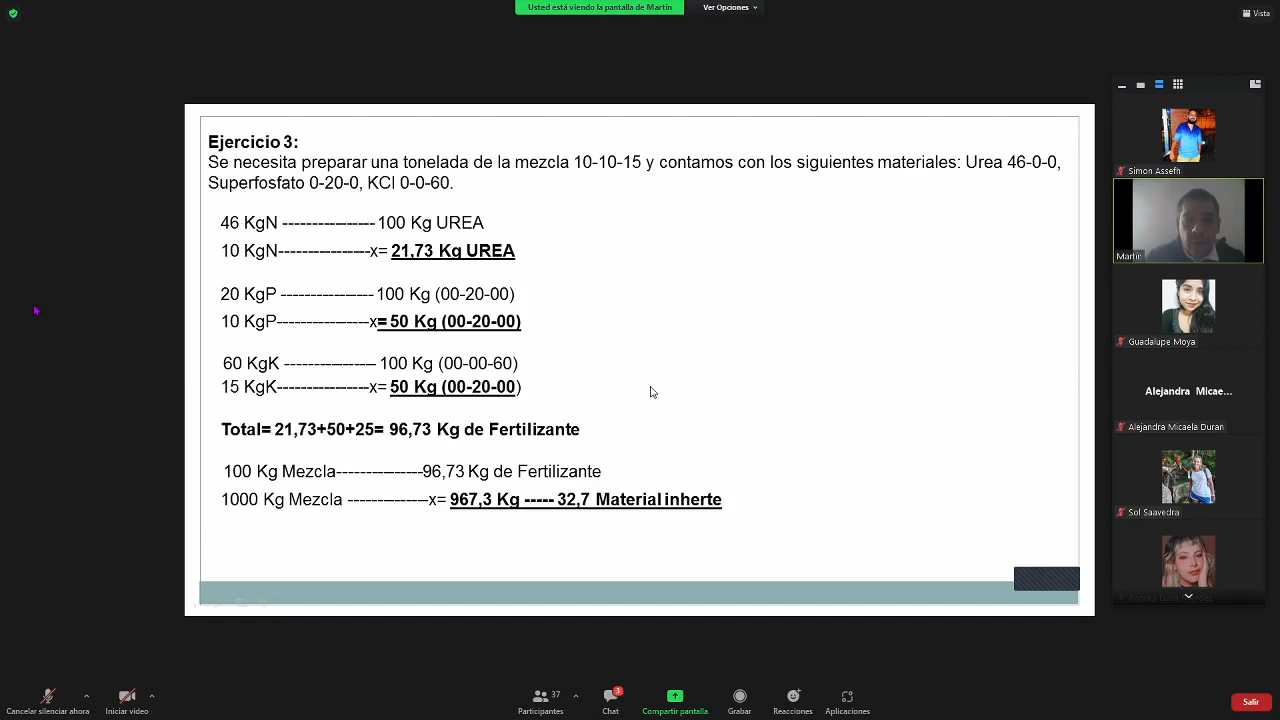 Usted está viendo la pantalla de Martín
Ver Opciones
Vista
Ejercicio 3:
Se necesita preparar una tonelada de la mezcla 10-10-15 y contamos con los siguientes materiales: Urea 46-0-0,
Superfosfato 0-20-0, KCl 0-0-60.
46 KgN ---------------- 100 Kg UREA
10 KgN----------------x= 21,73 Kg UREA
20 KgP ---------------- 100 Kg (00-20-00)
10 KgP----------------x= 50 Kg (00-20-00)
60 KgK ---------------- 100 Kg (00-00-60)
15 KgK----------------x= 50 Kg (00-20-00)
Total= 21,73+50+25= 96,73 Kg de Fertilizante
100 Kg Mezcla---------------96,73 Kg de Fertilizante
1000 Kg Mezcla --------------x= 967,3 Kg ----- 32,7 Material inherte
Simon Assefh
Martín
Guadalupe Moya
Alejandra Micae...
Alejandra Micaela Duran
Sol Saavedra
Cancelar silenciar ahora
Iniciar video
Participantes
37
Chat
3
Compartir pantalla
Grabar
Reacciones
Aplicaciones
Salir